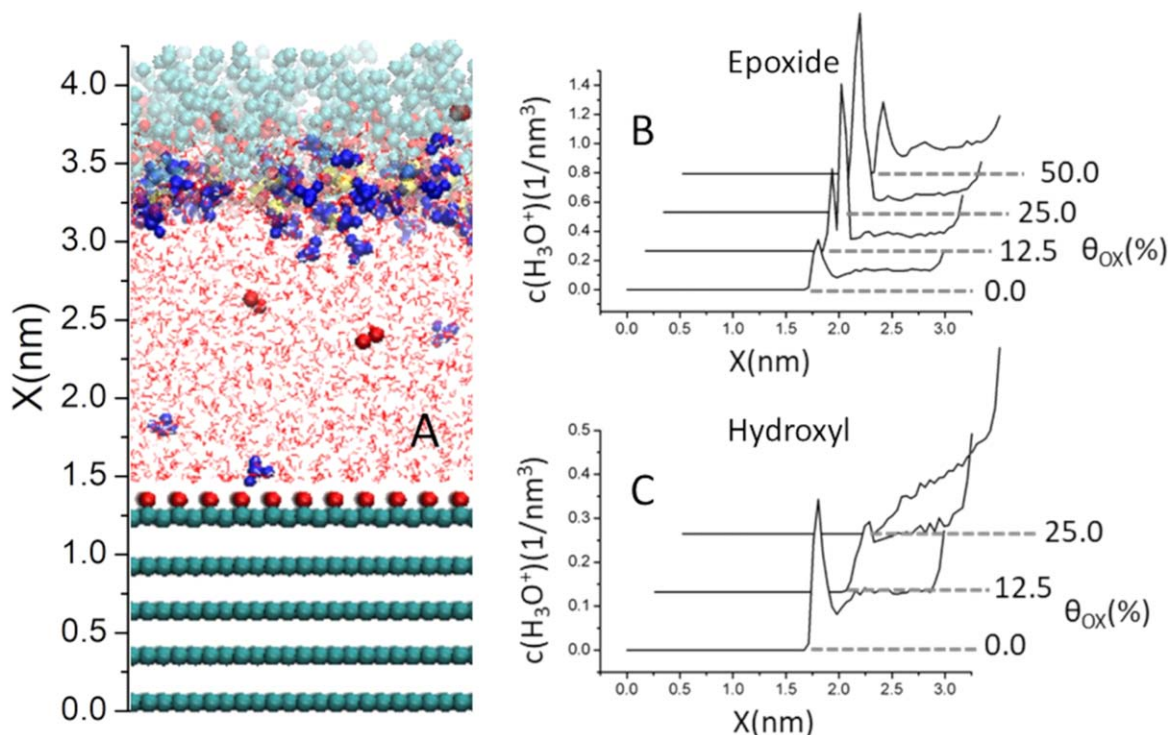 X(nm)
4.0
3.5
3.0
2.5
2.0
1.5
1.0
0.5
0.0
A
Epoxide
B
c(H₃O⁺)(1/nm³)
1.4
1.2
1.0
0.8
0.6
0.4
0.2
0.0
50.0
25.0
12.5 θ_OX(%)
0.0
0.0 0.5 1.0 1.5 2.0 2.5 3.0
X(nm)
Hydroxyl
C
c(H₃O⁺)(1/nm³)
0.5
0.4
0.3
0.2
0.1
0.0
25.0
12.5
θ_OX(%)
0.0
0.0 0.5 1.0 1.5 2.0 2.5 3.0
X(nm)